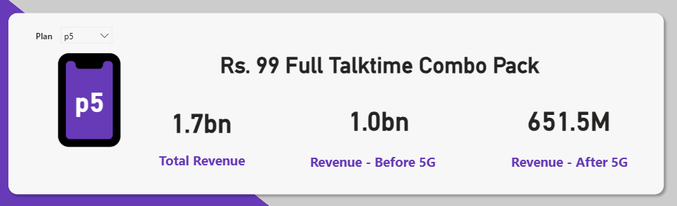 Plan p5
p5
Rs. 99 Full Talktime Combo Pack
1.7bn
Total Revenue
1.0bn
Revenue - Before 5G
651.5M
Revenue - After 5G